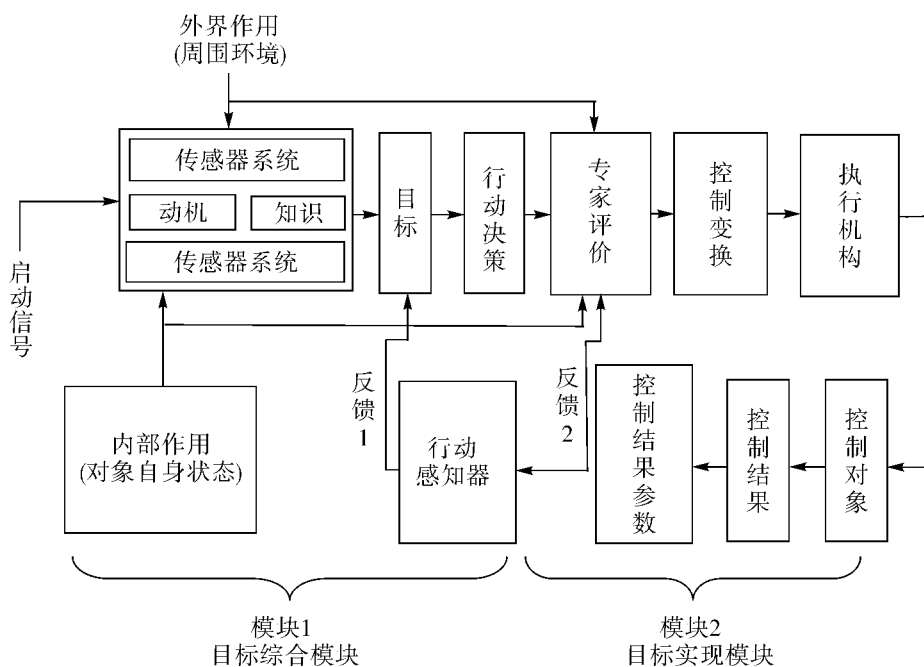 外界作用
(周围环境)
传感器系统
动机
知识
传感器系统
目标
行动决策
专家评价
控制变换
执行机构
启动信号
内部作用
(对象自身状态)
反馈1
行动
感知器
反馈2
控制结果参数
控制结果
控制对象
模块1
目标综合模块
模块2
目标实现模块